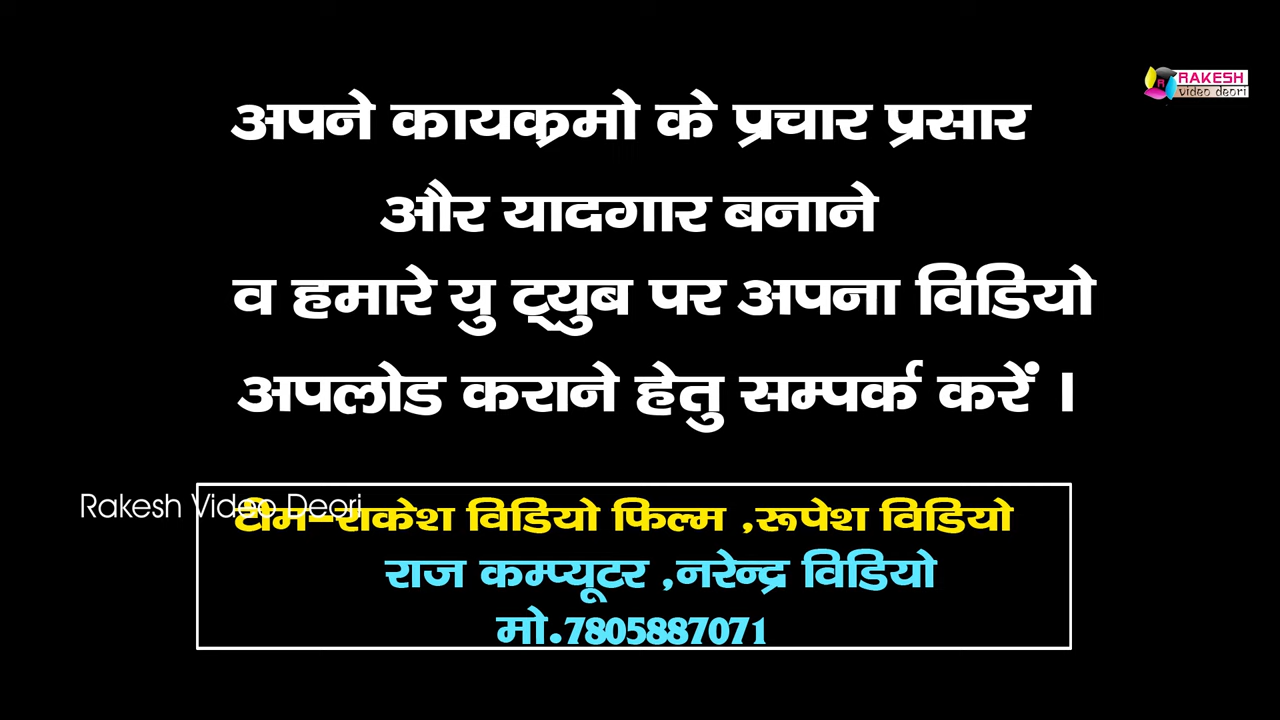 RAKESH
video deori
अपने कायक्रमो के प्रचार प्रसार
और यादगार बनाने
व हमारे यु ट्युब पर अपना विडियो
अपलोड कराने हेतु सम्पर्क करें ।
Rakesh Video Deori
टीम-राकेश विडियो फिल्म ,रूपेश विडियो
राज कम्प्यूटर ,नरेन्द्र विडियो
मो.7805887071